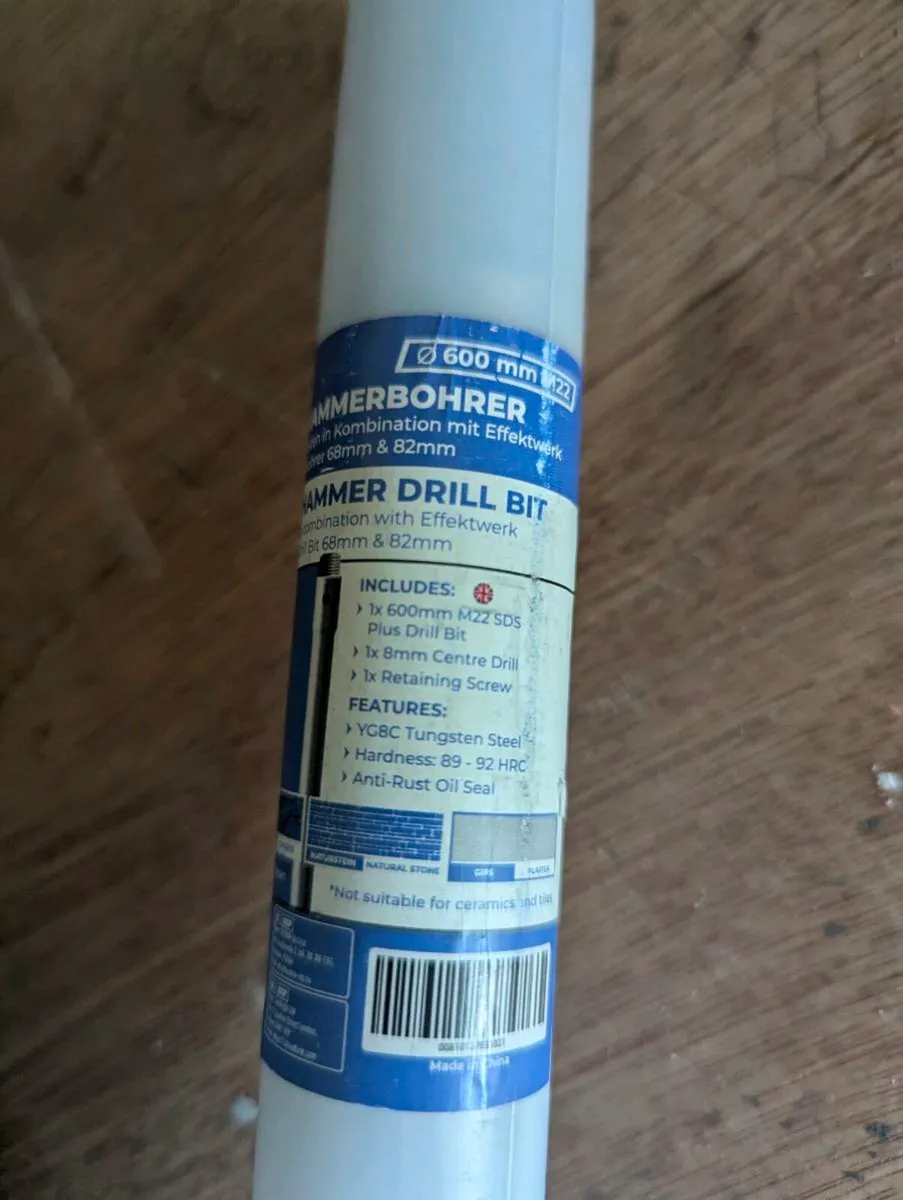 Ø 600 mm M22
AMMERBOHRER
in Kombination mit Effektwerk
68mm & 82mm
HAMMER DRILL BIT
combination with Effektwerk
Bit 68mm & 82mm
INCLUDES:
› 1x 600mm M22 SDS
Plus Drill Bit
› 1x 8mm Centre Drill
› 1x Retaining Screw
FEATURES:
› YG8C Tungsten Steel
› Hardness: 89 - 92 HRC
› Anti-Rust Oil Seal
NATURSTEIN NATURAL STONE
GIPS PLASTER
*Not suitable for ceramics and tiles
Made in China